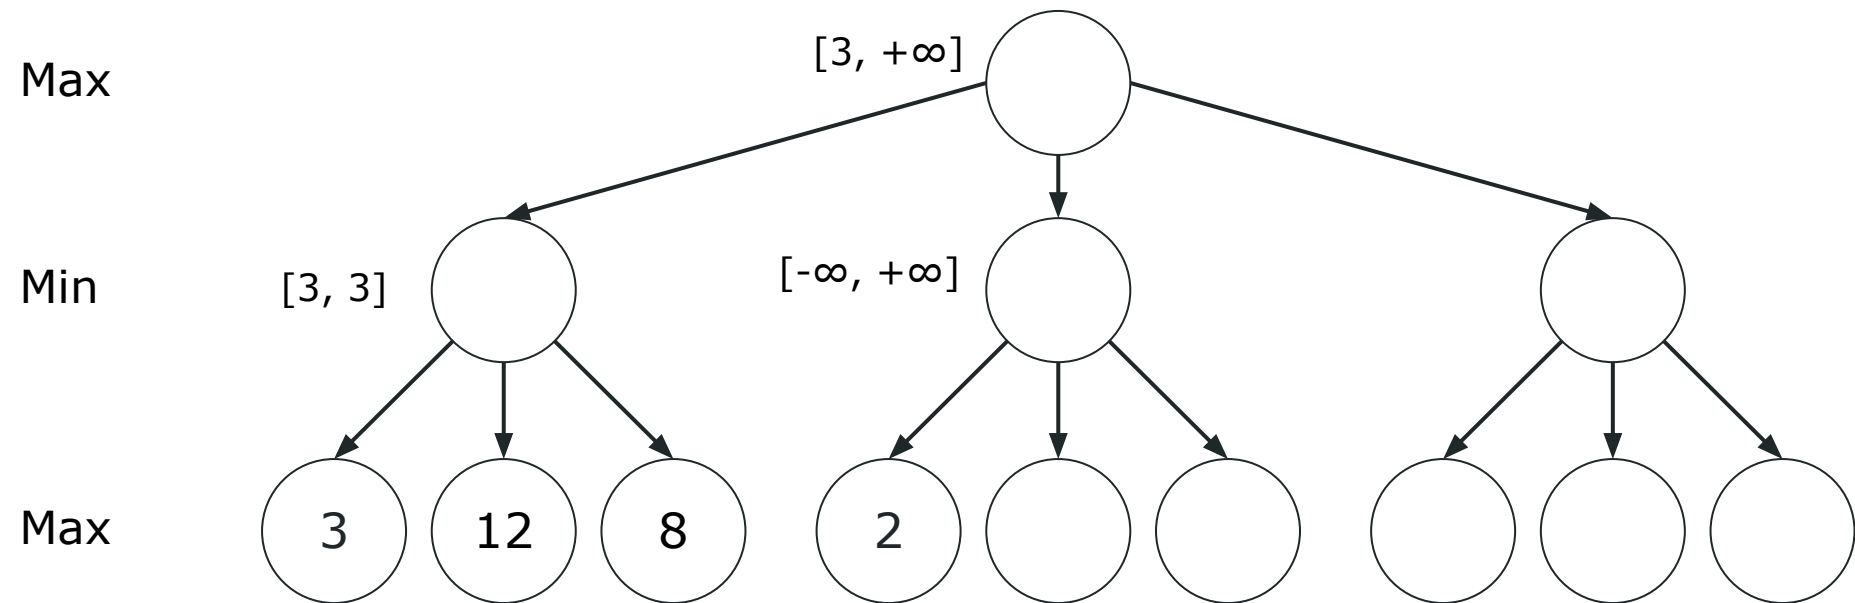 Max
[3, +∞]
Min
[3, 3]
[-∞, +∞]
Max
3
12
8
2